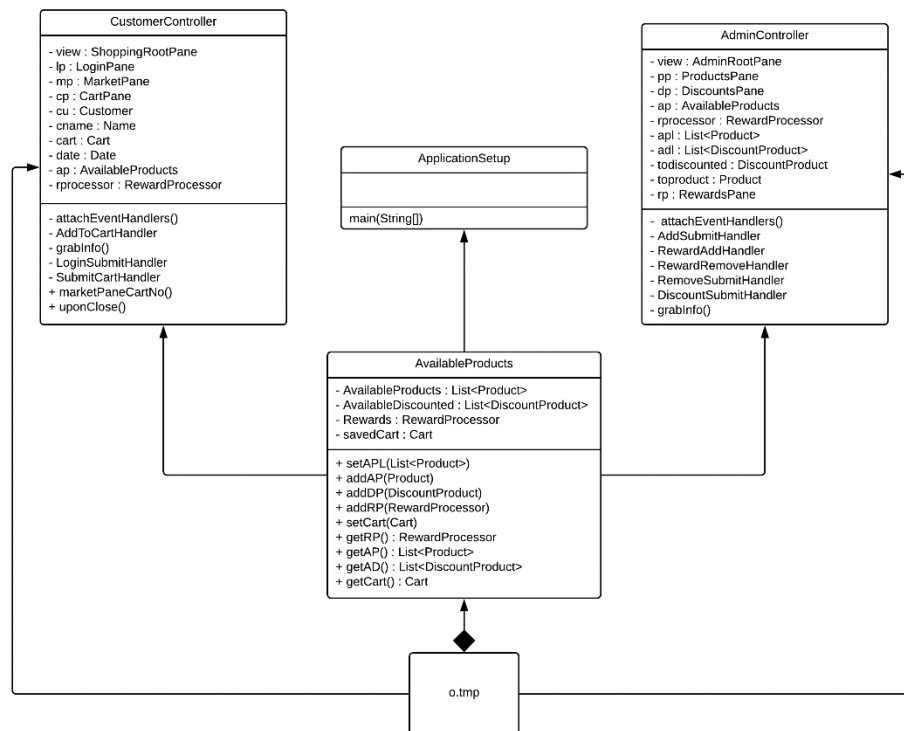 CustomerController
- view : ShoppingRootPane
- lp : LoginPane
- mp : MarketPane
- cp : CartPane
- cu : Customer
- cname : Name
- cart : Cart
- date : Date
- ap : AvailableProducts
- rprocessor : RewardProcessor
- attachEventHandlers()
- AddToCartHandler
- grabInfo()
- LoginSubmitHandler
- SubmitCartHandler
+ marketPaneCartNo()
+ uponClose()
ApplicationSetup
main(String[])
AdminController
- view : AdminRootPane
- pp : ProductsPane
- dp : DiscountsPane
- ap : AvailableProducts
- rprocessor : RewardProcessor
- apl : List<Product>
- adl : List<DiscountProduct>
- todiscounted : DiscountProduct
- toproduct : Product
- rp : RewardsPane
- attachEventHandlers()
- AddSubmitHandler
- RewardAddHandler
- RewardRemoveHandler
- RemoveSubmitHandler
- DiscountSubmitHandler
- grabInfo()
AvailableProducts
- AvailableProducts : List<Product>
- AvailableDiscounted : List<DiscountProduct>
- Rewards : RewardProcessor
- savedCart : Cart
+ setAPL(List<Product>)
+ addAP(Product)
+ addDP(DiscountProduct)
+ addRP(RewardProcessor)
+ setCart(Cart)
+ getRP() : RewardProcessor
+ getAP() : List<Product>
+ getAD() : List<DiscountProduct>
+ getCart() : Cart
o.tmp